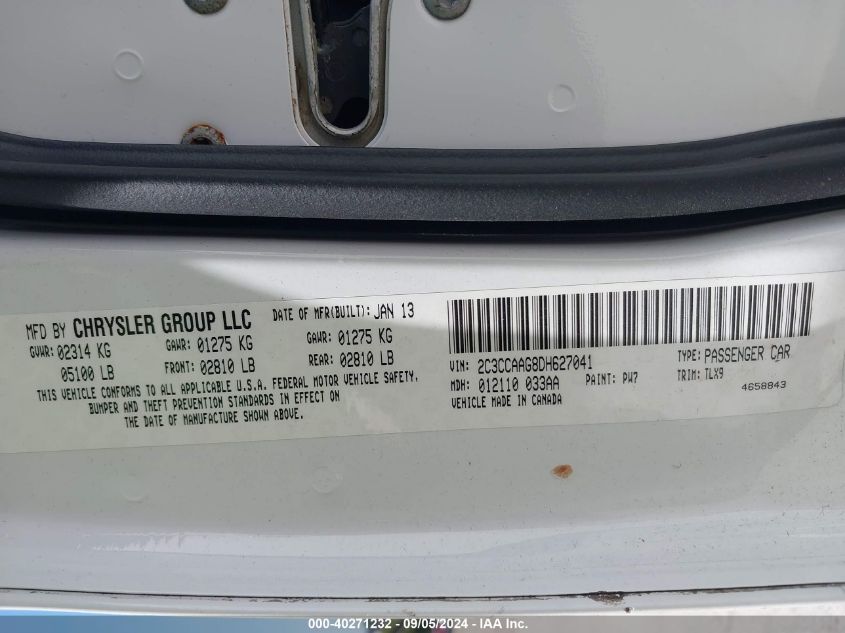 MFD BY CHRYSLER GROUP LLC
DATE OF MFR(BUILT): JAN 13
GVWR: 02314 KG
GAWR: 01275 KG
GAWR: 01275 KG
05100 LB
FRONT: 02810 LB
REAR: 02810 LB
THIS VEHICLE CONFORMS TO ALL APPLICABLE U.S.A. FEDERAL MOTOR VEHICLE SAFETY,
BUMPER AND THEFT PREVENTION STANDARDS IN EFFECT ON
THE DATE OF MANUFACTURE SHOWN ABOVE.
VIN: 2C3CCAAG8DH627041
TYPE: PASSENGER CAR
MDH: 012110 033AA
PAINT: PW7
TRIM: TLX9
VEHICLE MADE IN CANADA
4658843
000-40271232 - 09/05/2024 - IAA Inc.